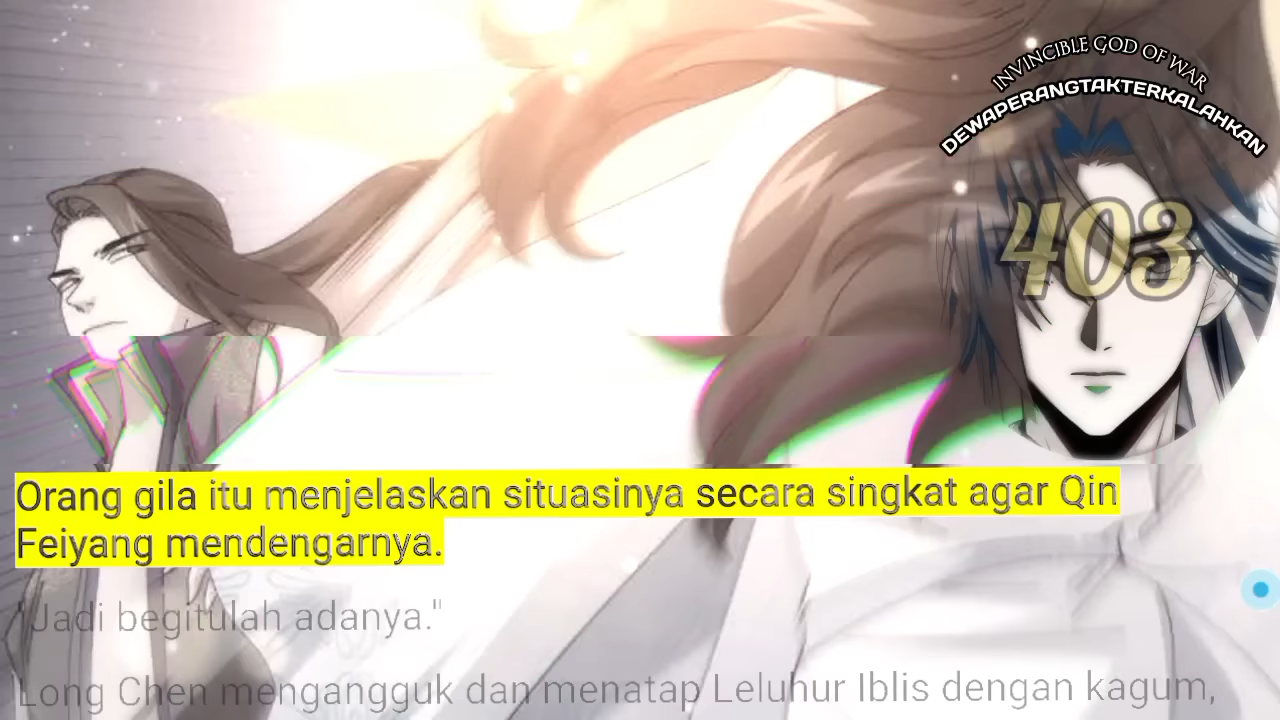 INVINCIBLE GOD OF WAR
DEWAPERANGTAKTERKALAHKAN
403
Orang gila itu menjelaskan situasinya secara singkat agar Qin
Feiyang mendengarnya.
"Jadi begitulah adanya."
Long Chen mengangguk dan menatap Leluhur Iblis dengan kagum,